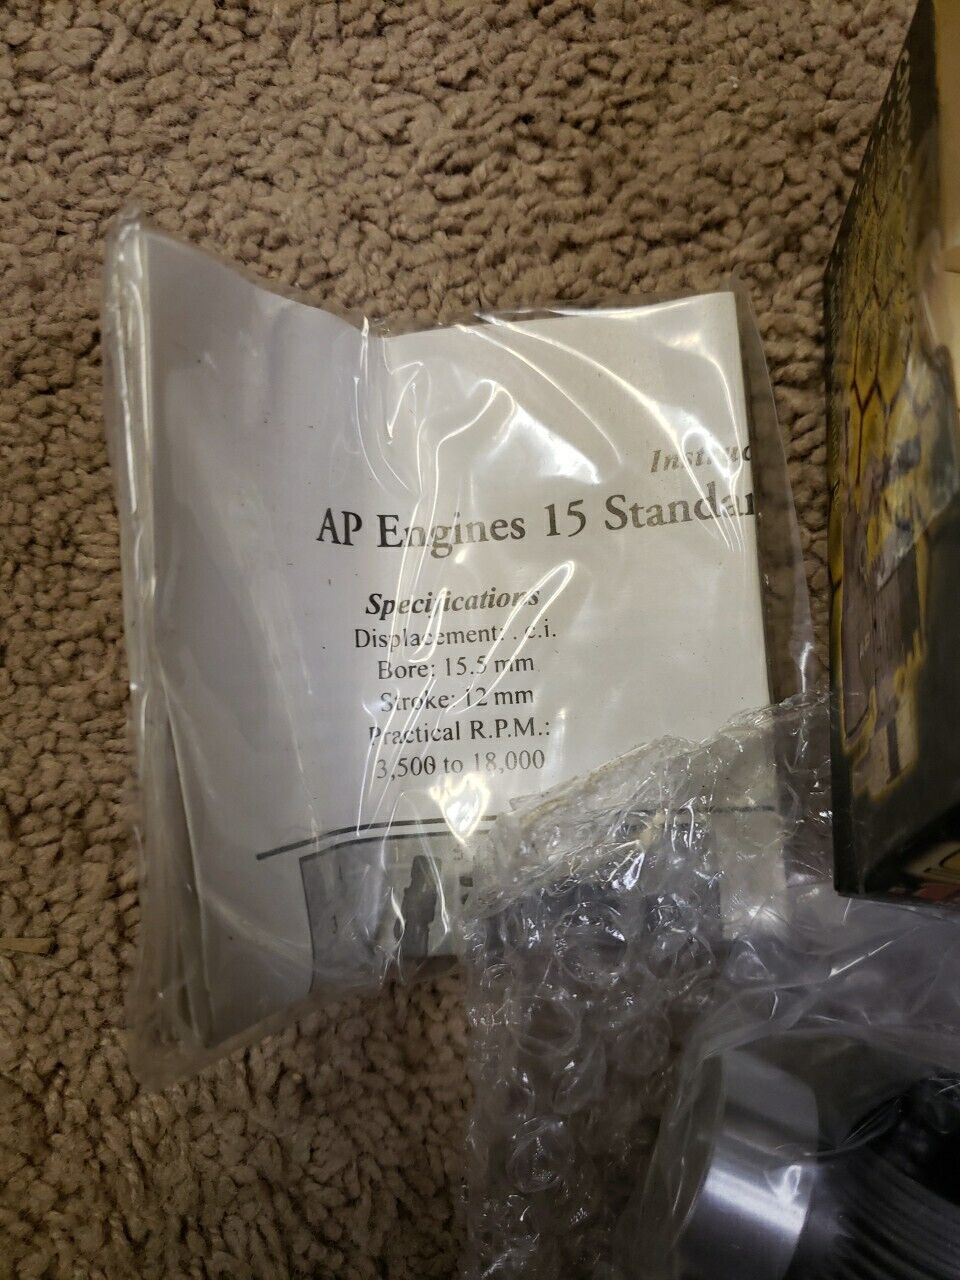 Instruc
AP Engines 15 Standar
Specifications
Displacement: . c.i.
Bore: 15.5 mm
Stroke: 12 mm
Practical R.P.M.:
3,500 to 18,000